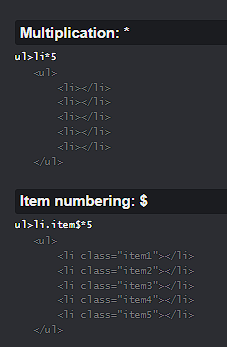 Multiplication: *
ul>li*5
<ul>
<li></li>
<li></li>
<li></li>
<li></li>
<li></li>
</ul>
Item numbering: $
ul>li.item$*5
<ul>
<li class="item1"></li>
<li class="item2"></li>
<li class="item3"></li>
<li class="item4"></li>
<li class="item5"></li>
</ul>